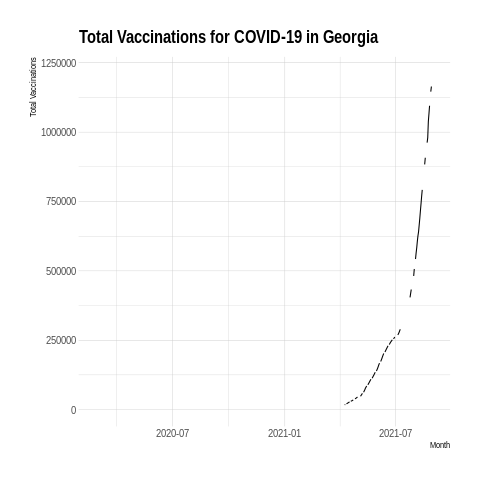 Total Vaccinations for COVID-19 in Georgia
Total Vaccinations
1250000
1000000
750000
500000
250000
0
2020-07 2021-01 2021-07
Month